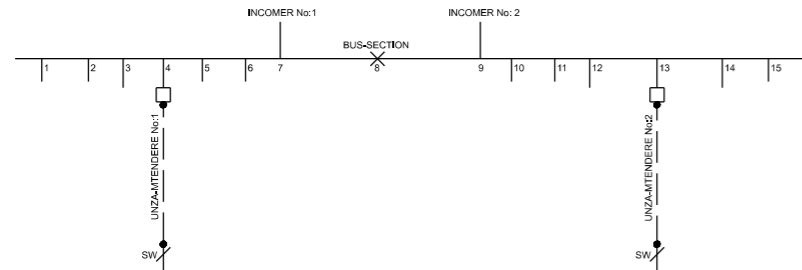 INCOMER No:1
INCOMER No: 2
BUS-SECTION
1 2 3 4 5 6 7 8 9 10 11 12 13 14 15
UNZA-MTENDERE No:1
UNZA-MTENDERE No:2
SW
SW